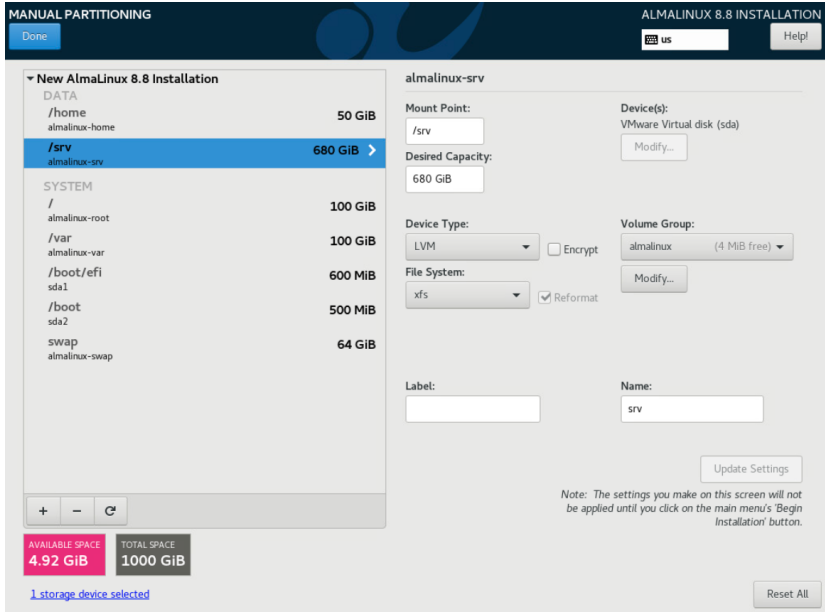 MANUAL PARTITIONING
ALMALINUX 8.8 INSTALLATION
Done
us
Help!
New AlmaLinux 8.8 Installation
DATA
/home
50 GiB
almalinux-home
/srv
680 GiB
almalinux-srv
SYSTEM
/
100 GiB
almalinux-root
/var
100 GiB
almalinux-var
/boot/efi
600 MiB
sda1
/boot
500 MiB
sda2
swap
64 GiB
almalinux-swap
+ −
AVAILABLE SPACE
4.92 GiB
TOTAL SPACE
1000 GiB
1 storage device selected
almalinux-srv
Mount Point:
/srv
Device(s):
VMware Virtual disk (sda)
Modify...
Desired Capacity:
680 GiB
Device Type:
LVM
Encrypt
Volume Group:
almalinux (4 MiB free)
File System:
xfs
Reformat
Modify...
Label:
Name:
srv
Update Settings
Note: The settings you make on this screen will not
be applied until you click on the main menu's 'Begin
Installation' button.
Reset All